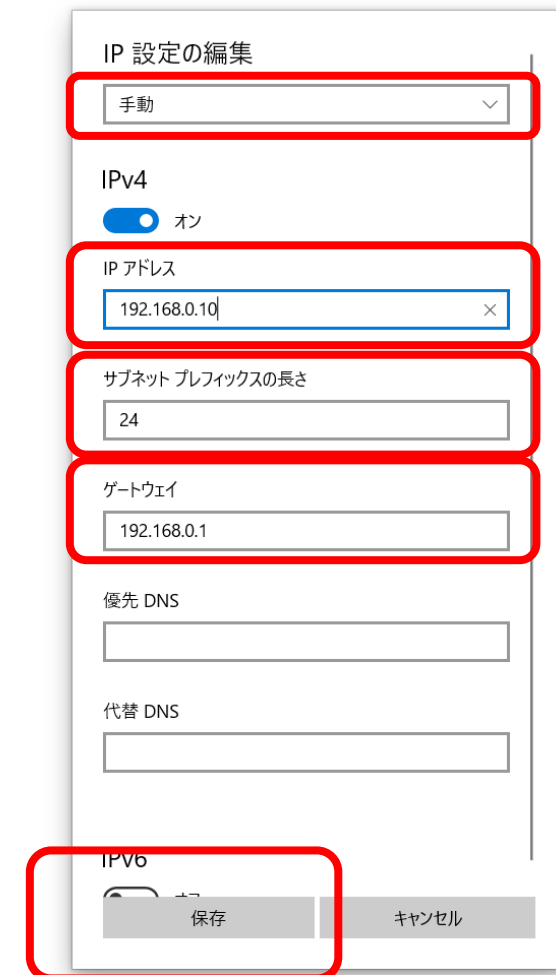 IP 設定の編集
手動
IPv4
オン
IP アドレス
192.168.0.10
サブネット プレフィックスの長さ
24
ゲートウェイ
192.168.0.1
優先 DNS
代替 DNS
IPv6
保存
キャンセル